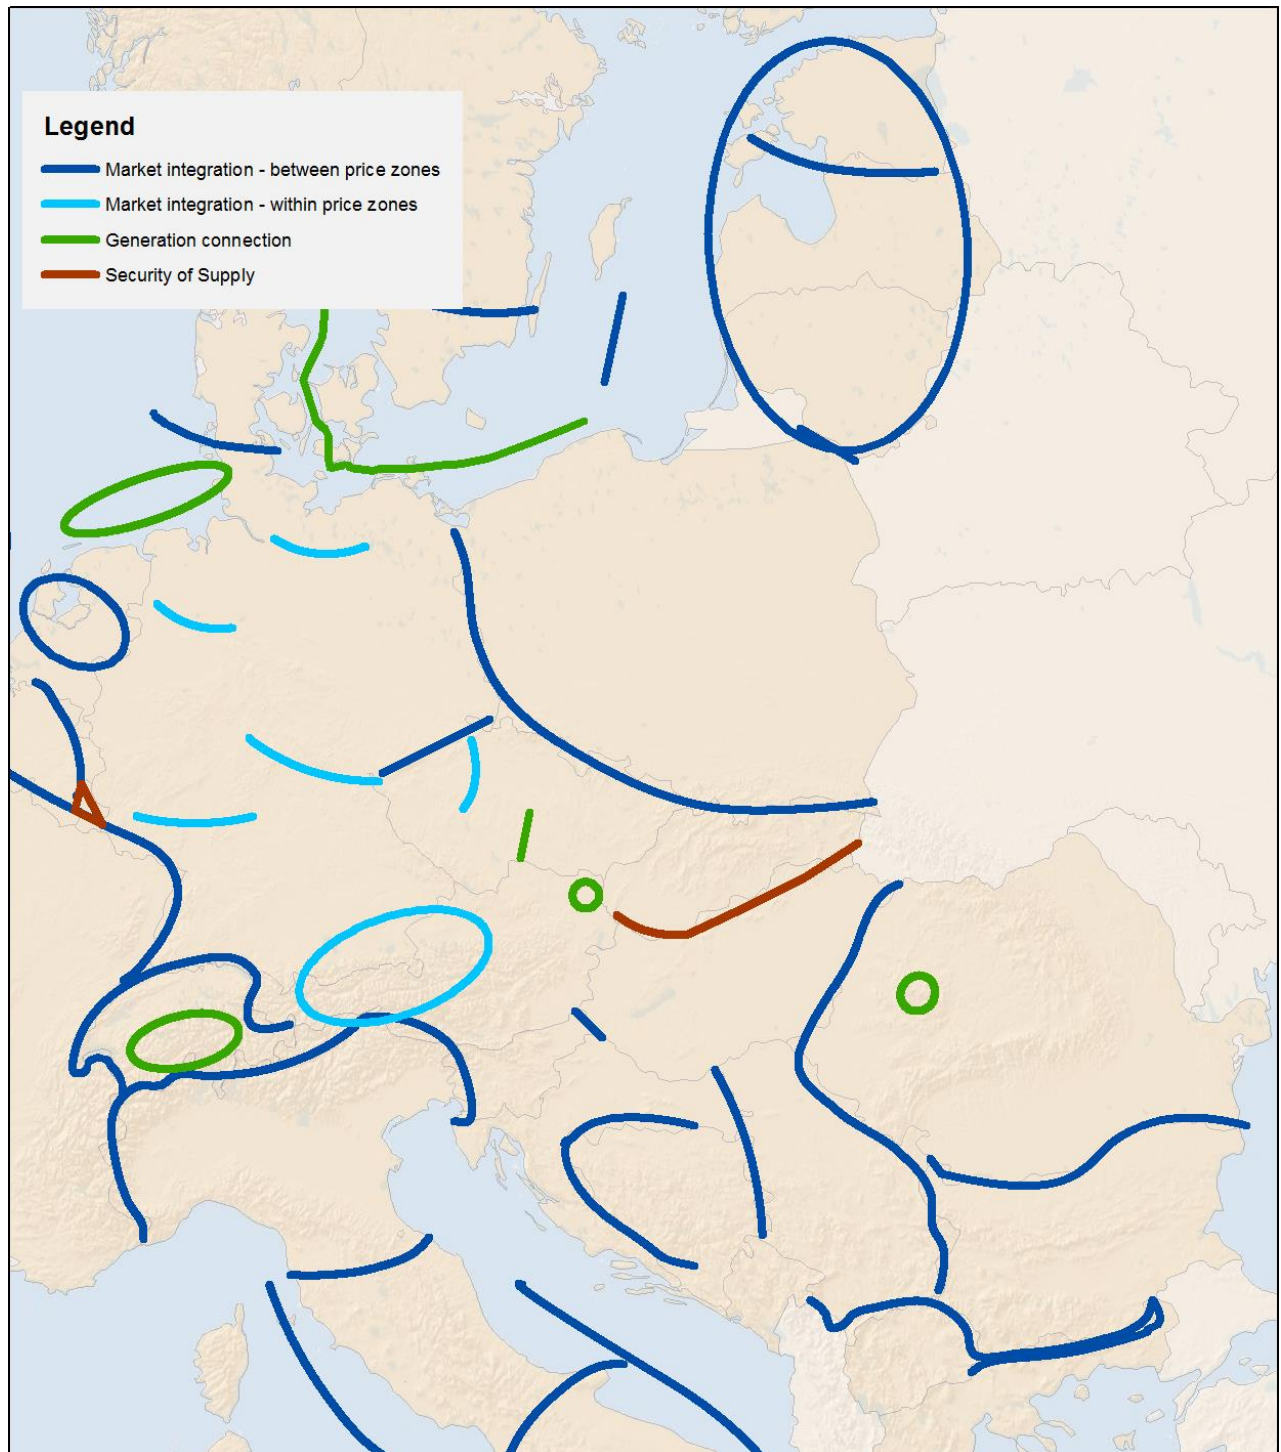 Legend
Market integration - between price zones
Market integration - within price zones
Generation connection
Security of Supply